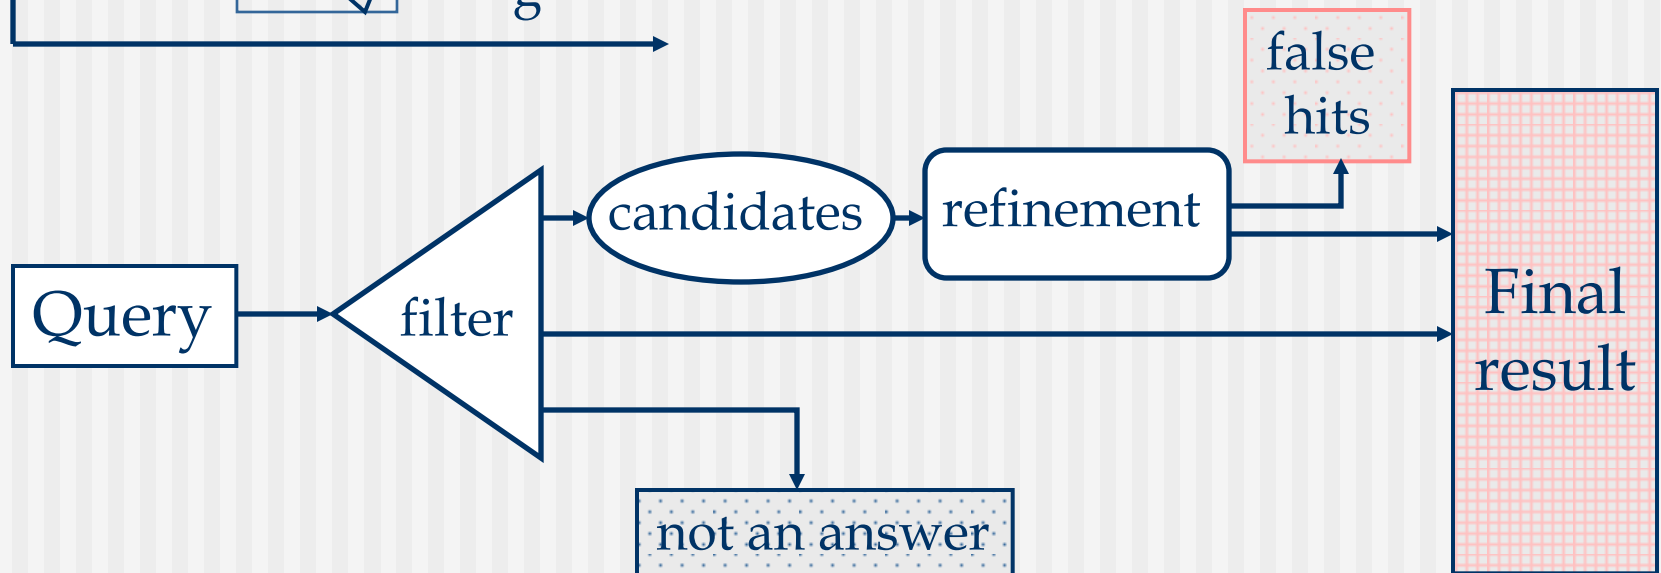 g
false
hits
candidates
refinement
Query
filter
Final
result
not an answer